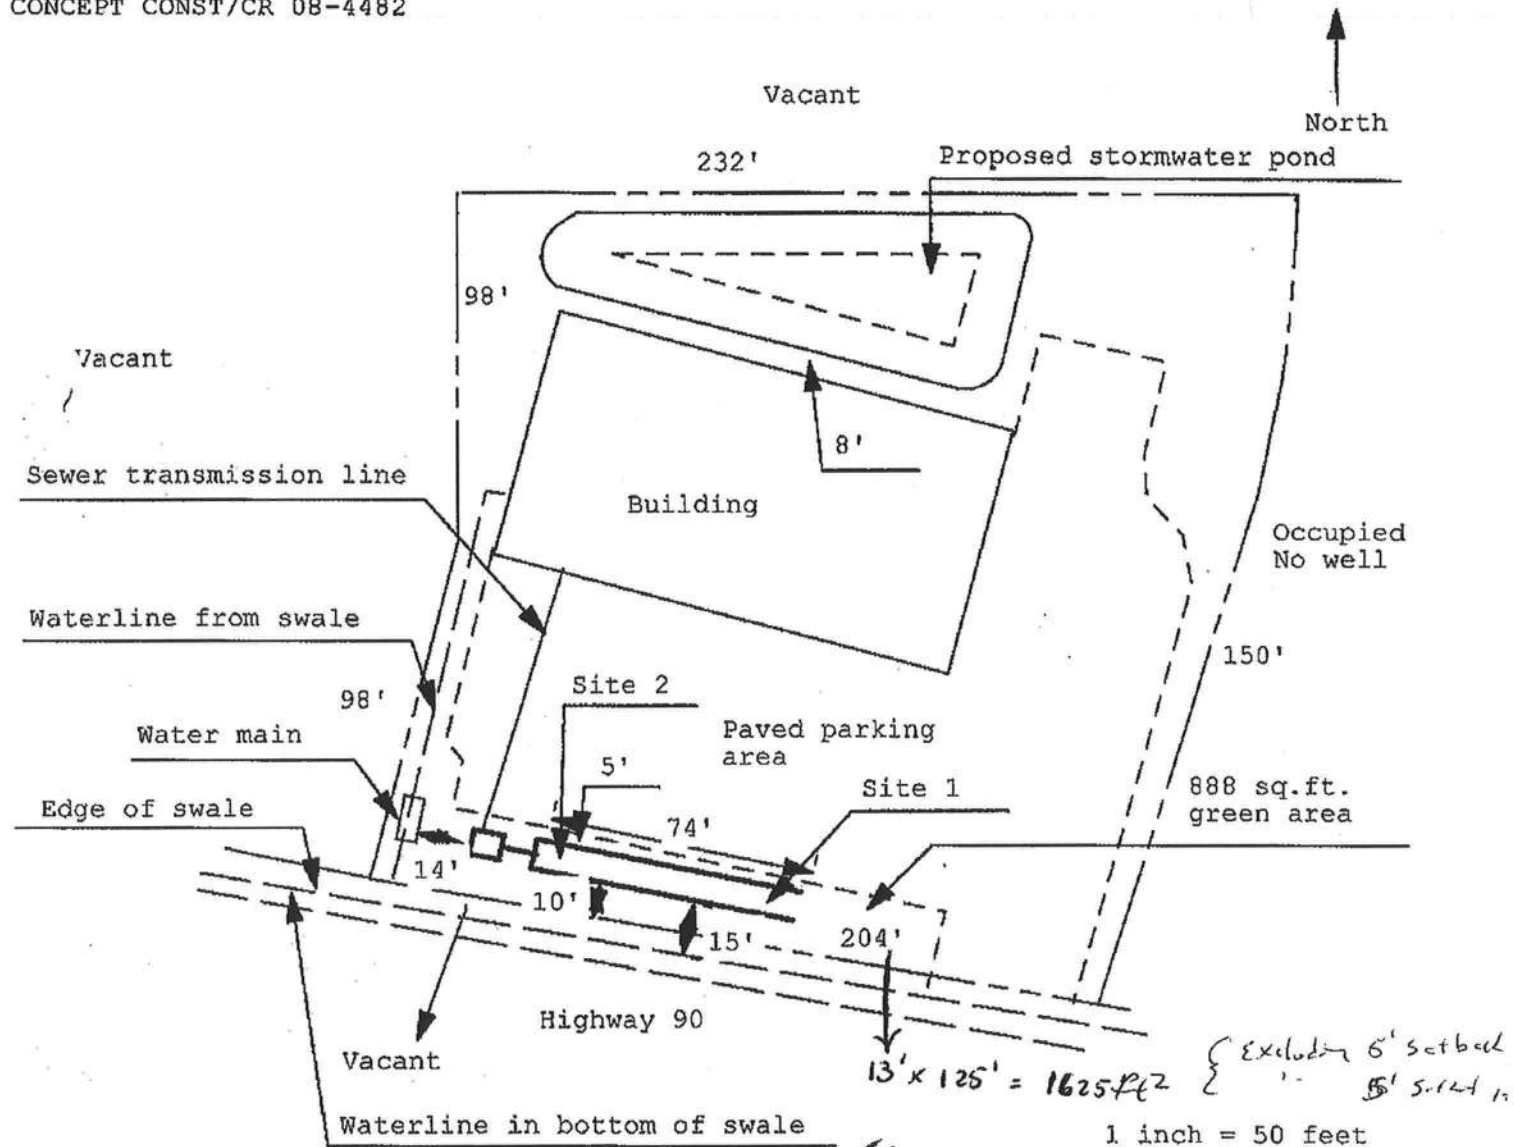 CONCEPT CONST/CR 08-4482
North
Vacant
232'
Proposed stormwater pond
98'
Vacant
8'
Sewer transmission line
Building
Occupied
No well
Waterline from swale
150'
98'
Site 2
Water main
Paved parking
area
5'
Site 1
888 sq.ft.
green area
Edge of swale
74'
14'
10'
15'
204'
Highway 90
Vacant
13' x 125' = 1625 ft2
5' setback
Waterline in bottom of swale
1 inch = 50 feet